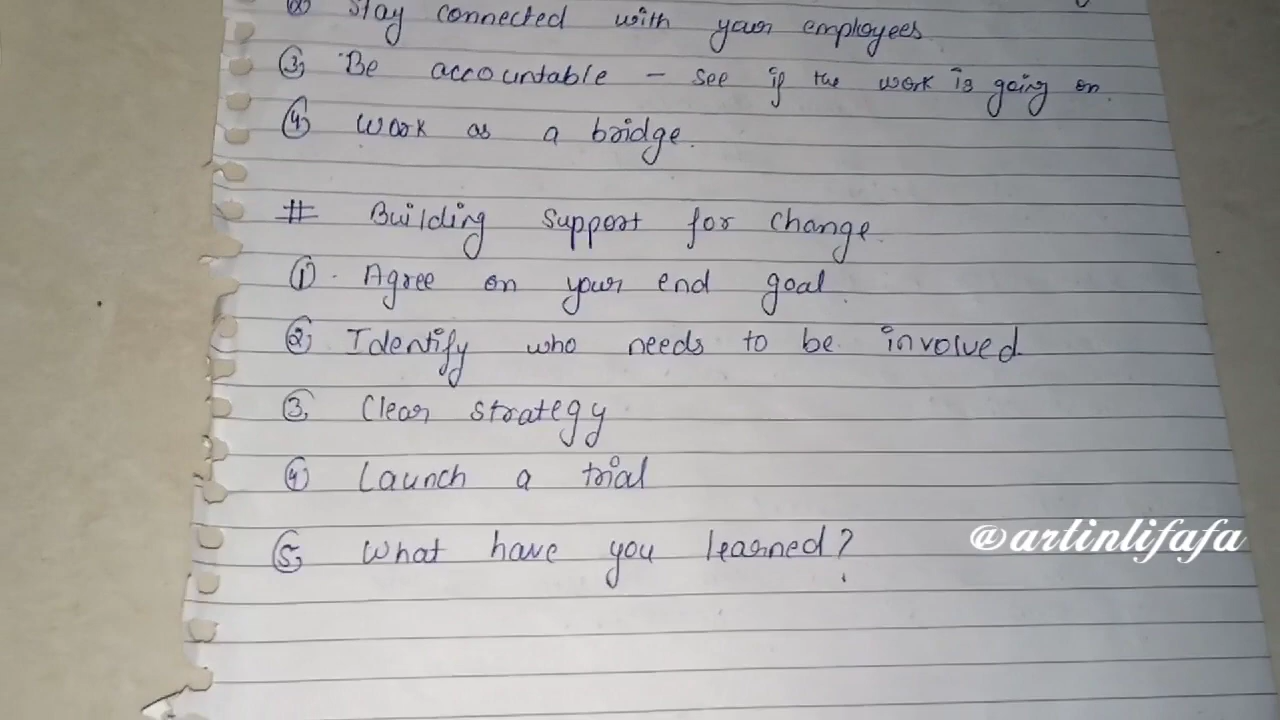 ② Stay connected with your employees
③ Be accountable - See if the work is going on.
④ Work as a bridge.
# Building Support for Change.
① Agree on your end goal.
② Identify who needs to be involved
③ Clear strategy
④ Launch a trial
⑤ What have you learned?
@artinlifafa